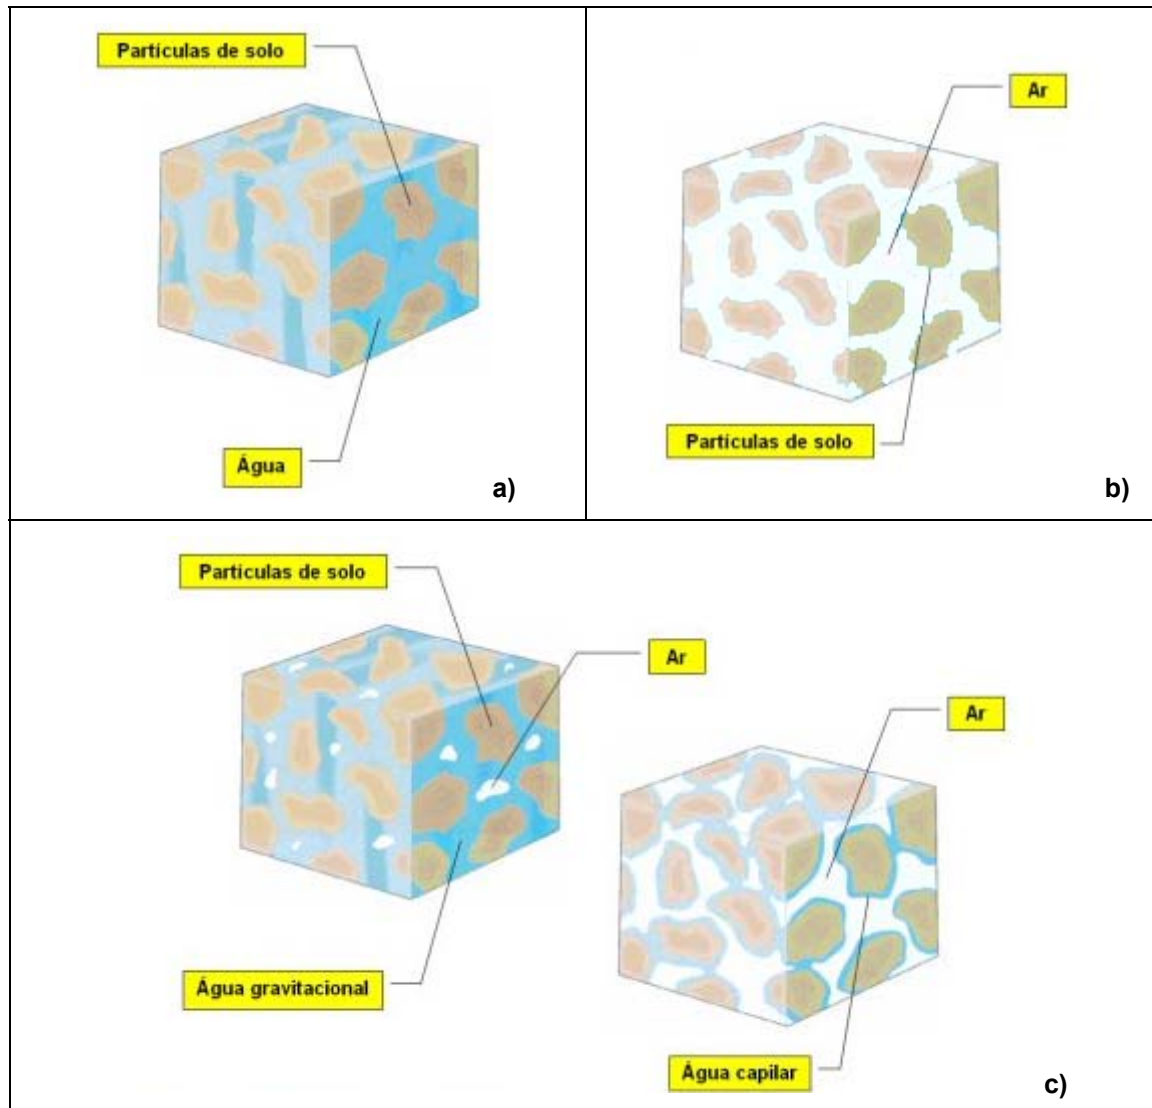 Partículas de solo
Ar
Partículas de solo
Água
a)
b)
Partículas de solo
Ar
Ar
Água gravitacional
Água capilar
c)